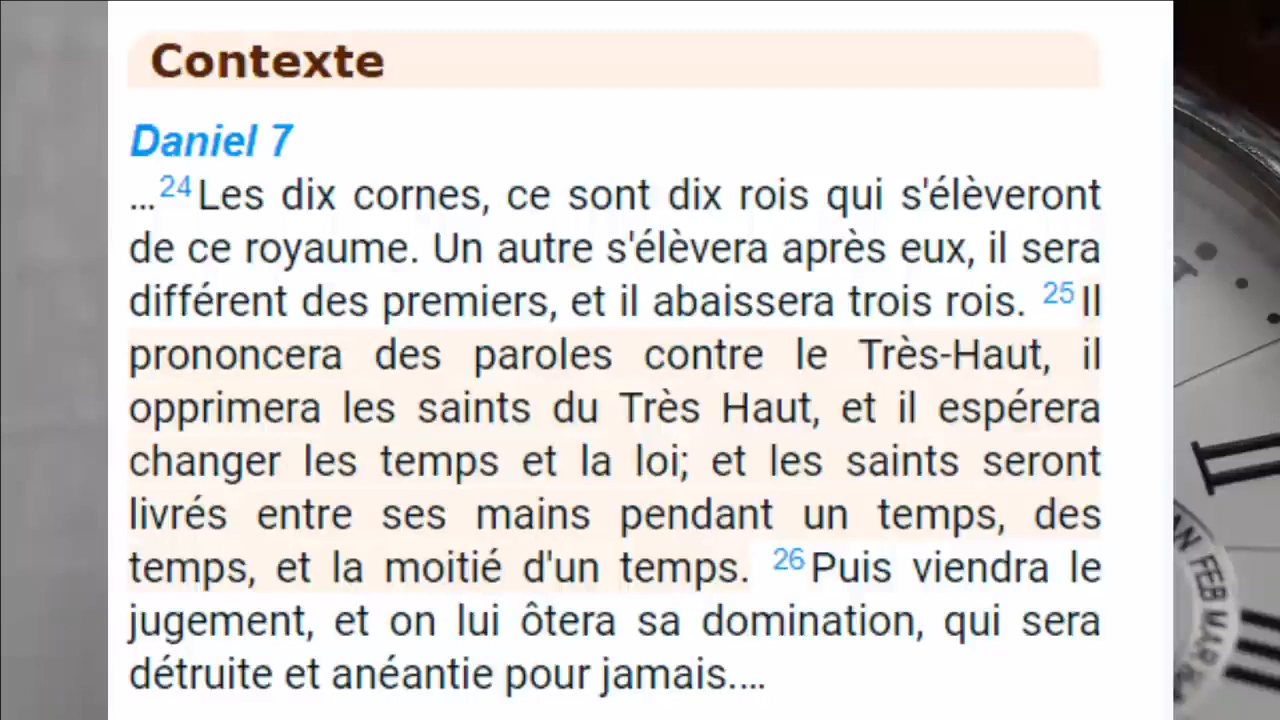 Contexte
Daniel 7
…24 Les dix cornes, ce sont dix rois qui s'élèveront
de ce royaume. Un autre s'élèvera après eux, il sera
différent des premiers, et il abaissera trois rois. 25 Il
prononcera des paroles contre le Très-Haut, il
opprimera les saints du Très Haut, et il espérera
changer les temps et la loi; et les saints seront
livrés entre ses mains pendant un temps, des
temps, et la moitié d'un temps. 26 Puis viendra le
jugement, et on lui ôtera sa domination, qui sera
détruite et anéantie pour jamais.…
FEB MAR